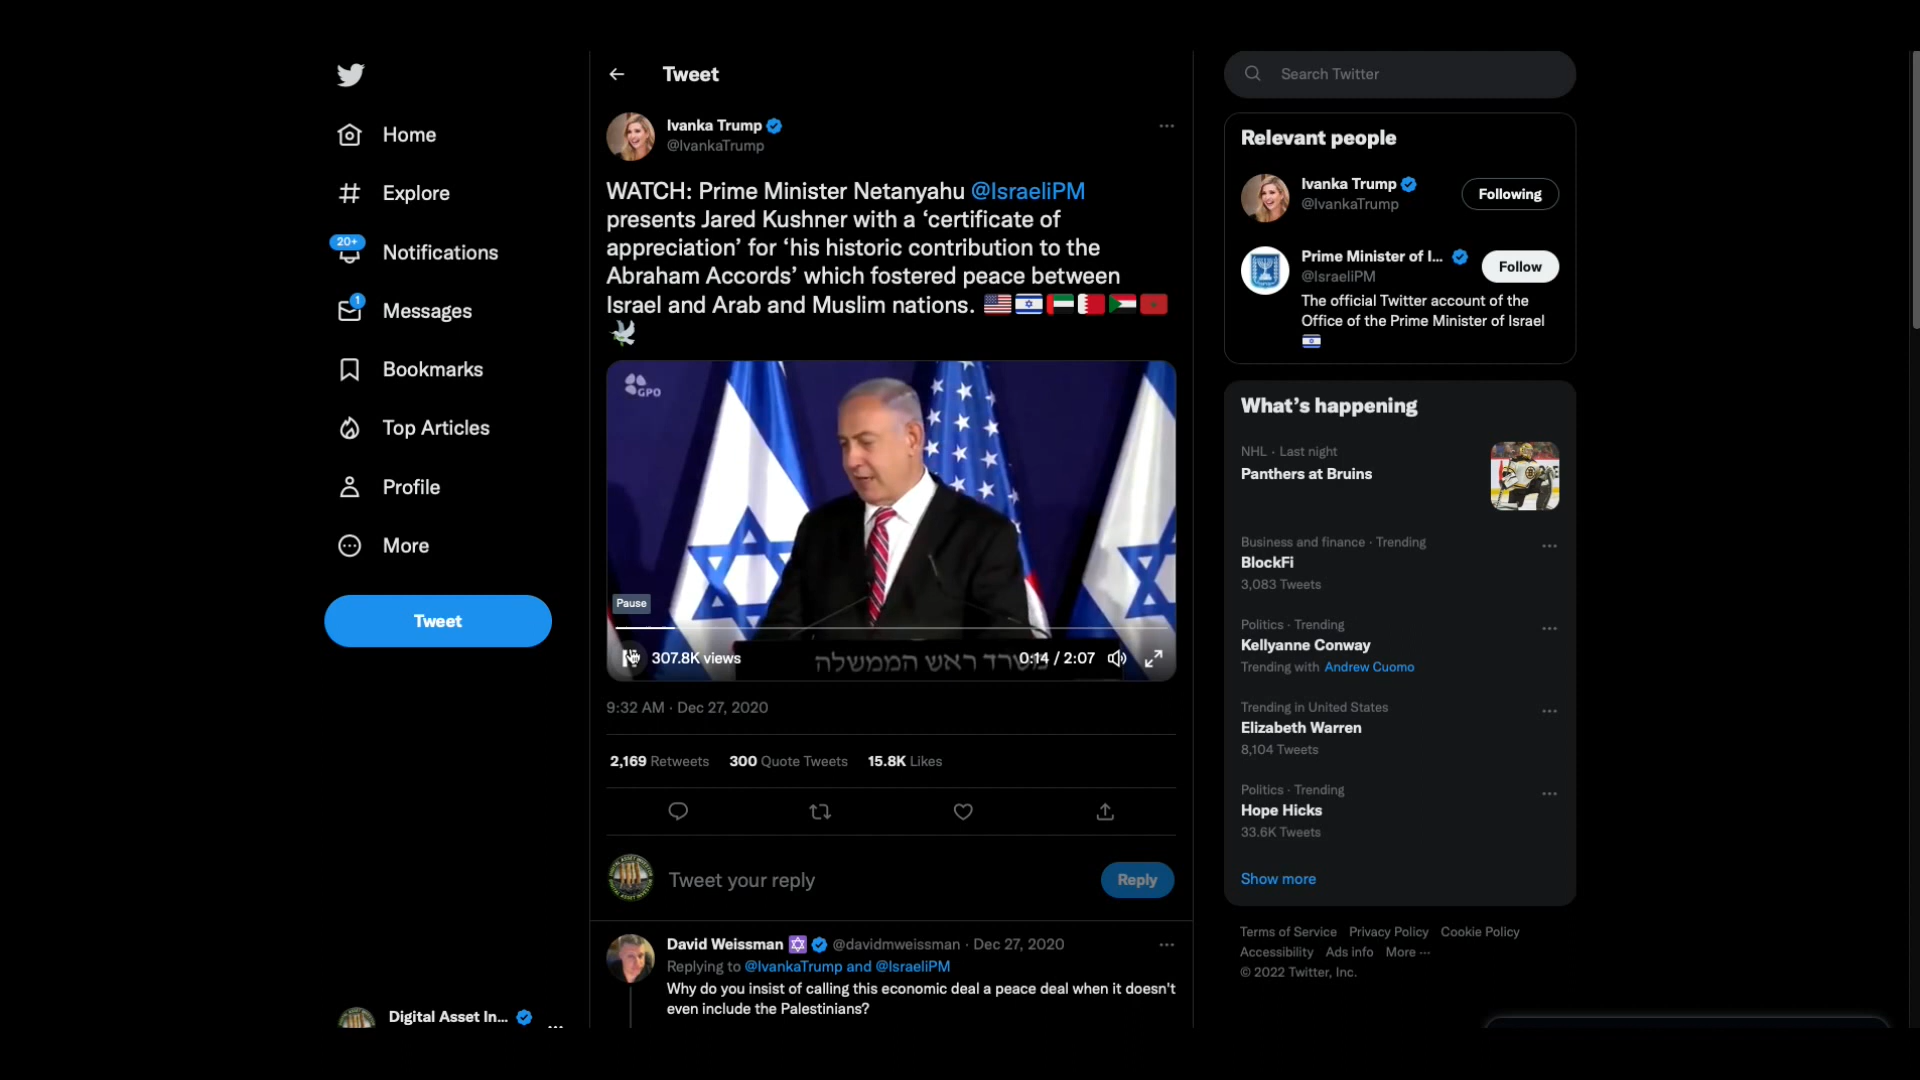 Home
Explore
20+
Notifications
1
Messages
Bookmarks
Top Articles
Profile
More
Tweet
Digital Asset In...
Tweet
Ivanka Trump
@IvankaTrump
WATCH: Prime Minister Netanyahu @IsraeliPM
presents Jared Kushner with a ‘certificate of
appreciation’ for ‘his historic contribution to the
Abraham Accords’ which fostered peace between
Israel and Arab and Muslim nations.
GPO
Pause
307.8K views
משרד ראש הממשלה
0:14 / 2:07
9:32 AM · Dec 27, 2020
2,169 Retweets 300 Quote Tweets 15.8K Likes
Tweet your reply
Reply
David Weissman @davidmweissman · Dec 27, 2020
Replying to @IvankaTrump and @IsraeliPM
Why do you insist of calling this economic deal a peace deal when it doesn't
even include the Palestinians?
Search Twitter
Relevant people
Ivanka Trump
@IvankaTrump
Following
Prime Minister of I...
@IsraeliPM
Follow
The official Twitter account of the
Office of the Prime Minister of Israel
What’s happening
NHL · Last night
Panthers at Bruins
Business and finance · Trending
BlockFi
3,083 Tweets
Politics · Trending
Kellyanne Conway
Trending with Andrew Cuomo
Trending in United States
Elizabeth Warren
8,104 Tweets
Politics · Trending
Hope Hicks
33.6K Tweets
Show more
Terms of Service Privacy Policy Cookie Policy
Accessibility Ads info More ···
© 2022 Twitter, Inc.